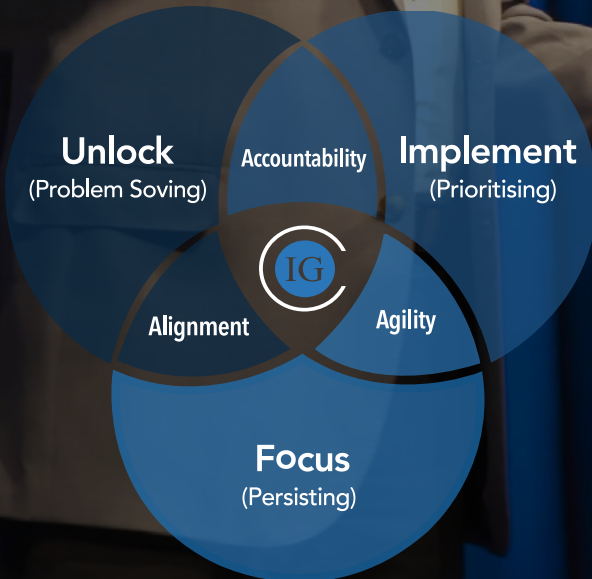 Unlock
(Problem Soving)
Accountability
Implement
(Prioritising)
IG
Alignment
Agility
Focus
(Persisting)